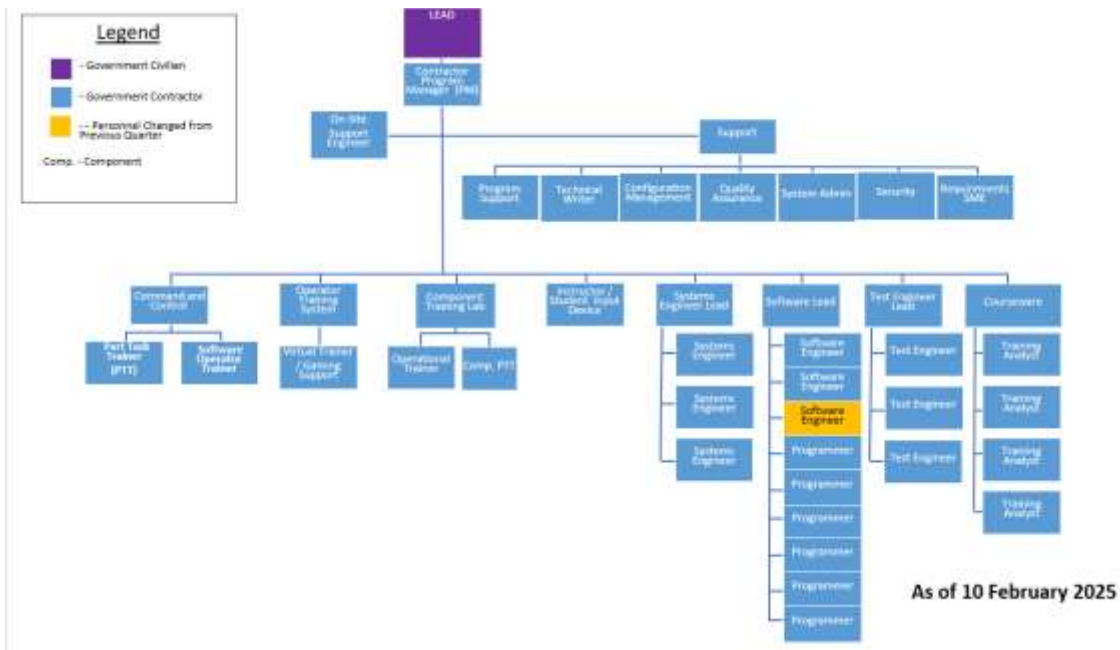 Legend
- Government Civilian
- Government Contractor
-- Personnel Changed from
Previous Quarter
Comp. - Component
LEAD
Contractor
Program
Manager (PM)
On-Site
Support
Engineer
Support
Program
Support
Technical
Writer
Configuration
Management
Quality
Assurance
System Admin
Security
Requirements
SME
Command and
Control
Operator
Training
System
Component
Training Lab
Instructor /
Student Input
Device
Systems
Engineer Lead
Software Lead
Test Engineer
Lead
Courseware
Part Task
Trainer
(PTT)
Software
Operator
Trainer
Virtual Trainer
/ Gaming
Support
Operational
Trainer
Comp. PTT
Systems
Engineer
Systems
Engineer
Systems
Engineer
Software
Engineer
Software
Engineer
Software
Engineer
Programmer
Programmer
Programmer
Programmer
Programmer
Programmer
Test Engineer
Test Engineer
Test Engineer
Training
Analyst
Training
Analyst
Training
Analyst
Training
Analyst
As of 10 February 2025